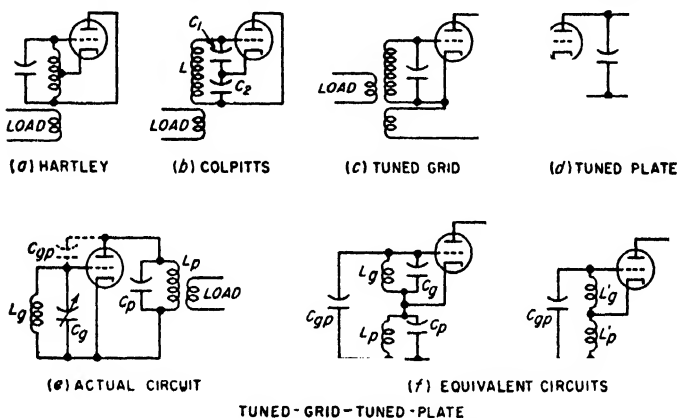 C1
L
C2
LOAD
LOAD
LOAD
(a) HARTLEY
(b) COLPITTS
(c) TUNED GRID
(d) TUNED PLATE
Cgp
Lp
Cp
LOAD
Lg
Cg
Lg
Cg
Cgp
Lp
Cp
Cgp
L'g
L'p
(e) ACTUAL CIRCUIT
(f) EQUIVALENT CIRCUITS
TUNED-GRID-TUNED-PLATE